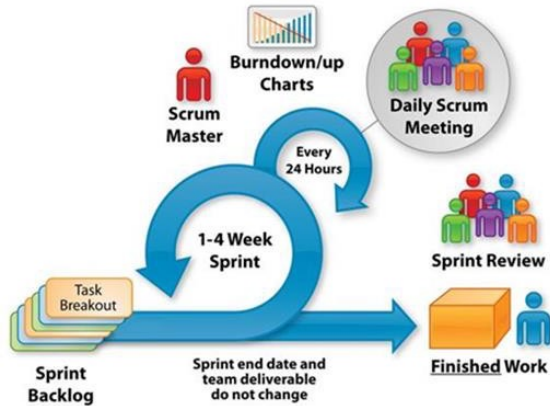 Burndown/up
Charts
Scrum
Master
Daily Scrum
Meeting
Every
24 Hours
1-4 Week
Sprint
Sprint Review
Task
Breakout
Sprint
Backlog
Sprint end date and
team deliverable
do not change
Finished Work